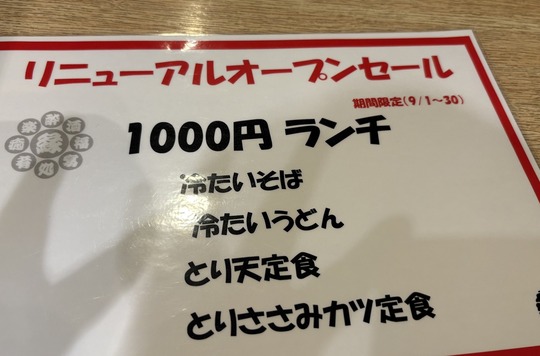 リニューアルオープンセール
期間限定(9/1〜30)
1000円 ランチ
冷たいそば
冷たいうどん
とり天定食
とりささみカツ定食